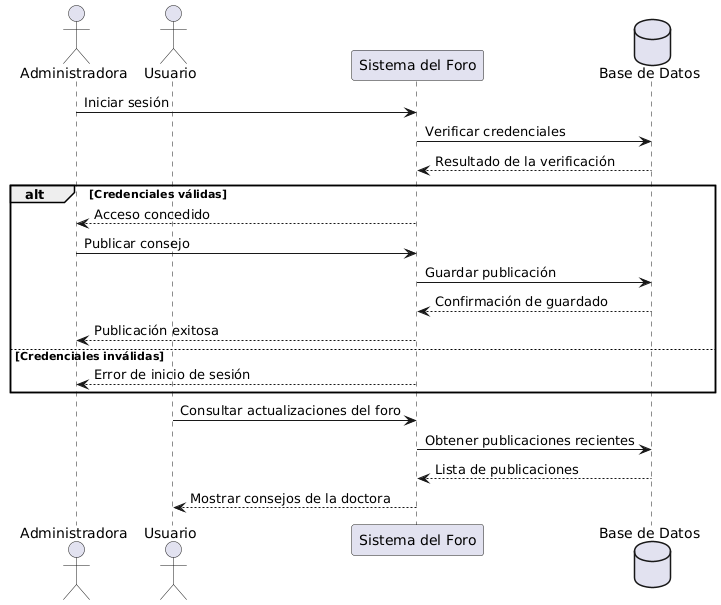 Administradora
Usuario
Sistema del Foro
Base de Datos
Iniciar sesión
Verificar credenciales
Resultado de la verificación
alt
[Credenciales válidas]
Acceso concedido
Publicar consejo
Guardar publicación
Confirmación de guardado
Publicación exitosa
[Credenciales inválidas]
Error de inicio de sesión
Consultar actualizaciones del foro
Obtener publicaciones recientes
Lista de publicaciones
Mostrar consejos de la doctora
Administradora
Usuario
Sistema del Foro
Base de Datos